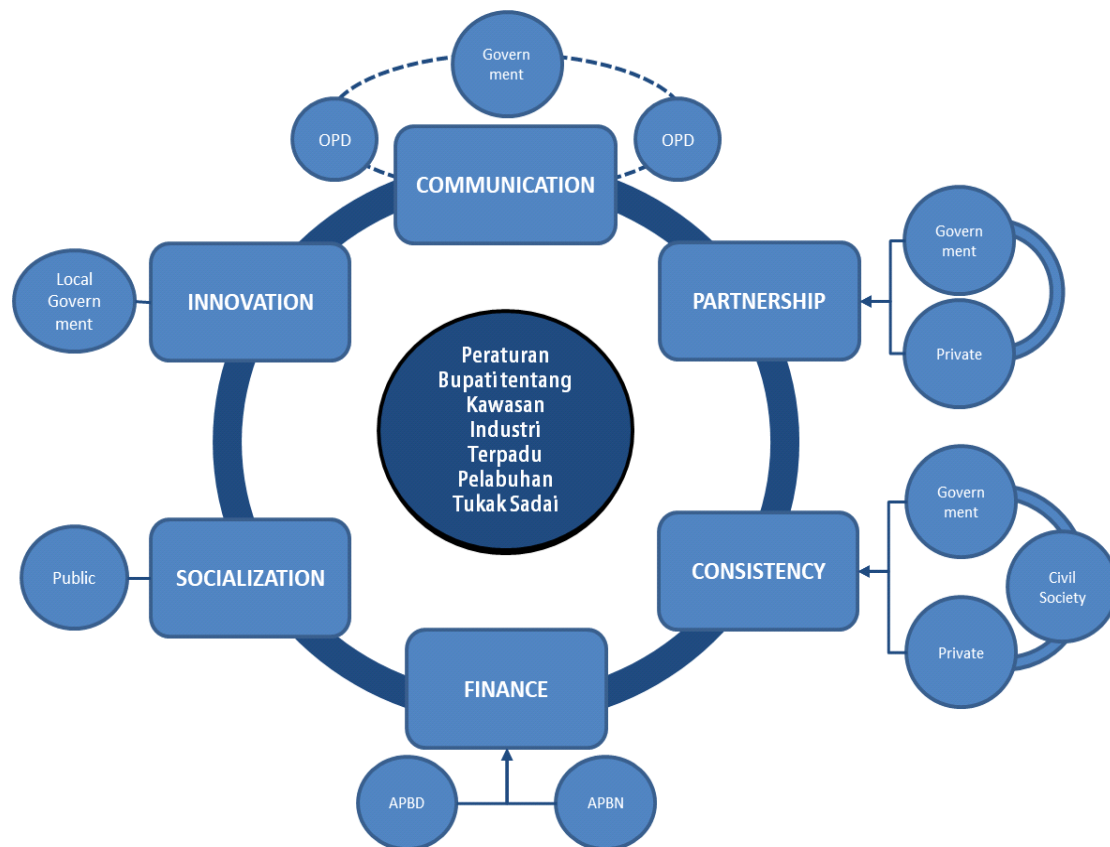 Govern
ment
OPD
OPD
COMMUNICATION
Local
Govern
ment
INNOVATION
PARTNERSHIP
Govern
ment
Private
Peraturan
Bupati tentang
Kawasan
Industri
Terpadu
Pelabuhan
Tukak Sadai
Public
SOCIALIZATION
CONSISTENCY
Govern
ment
Civil
Society
Private
FINANCE
APBD
APBN